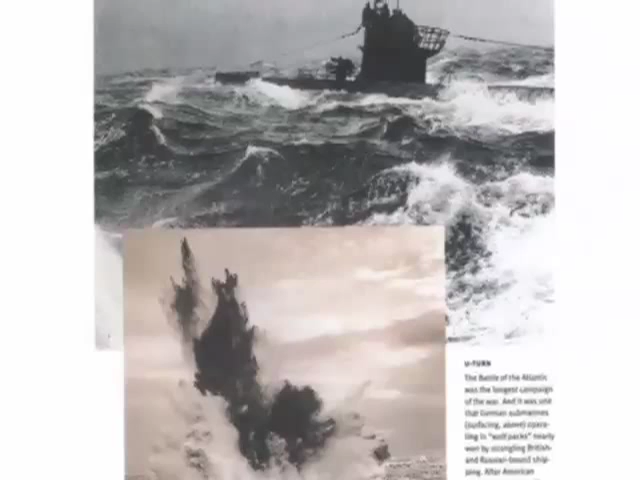 U-TURN
The Battle of the Atlantic
was the longest campaign
of the war. And it was one
that German submarines
(surfacing, above) opera-
ting in "wolf packs" nearly
won by strangling British-
and Russian-bound ship-
ping. After American